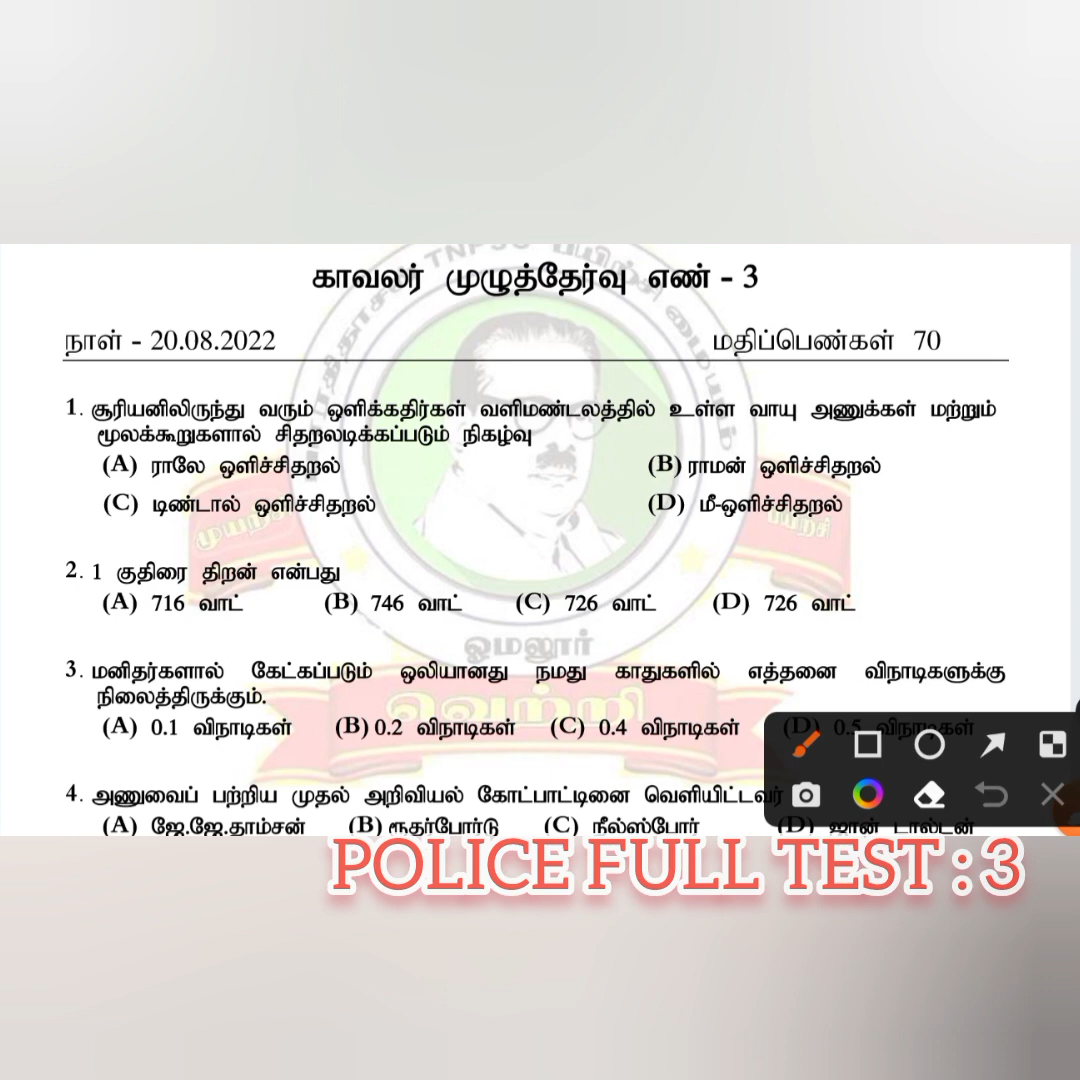 காவலர் முழுத்தேர்வு எண் - 3
நாள் - 20.08.2022 மதிப்பெண்கள் 70
1. சூரியனிலிருந்து வரும் ஒளிக்கதிர்கள் வளிமண்டலத்தில் உள்ள வாயு அணுக்கள் மற்றும்
மூலக்கூறுகளால் சிதறலடிக்கப்படும் நிகழ்வு
(A) ராலே ஒளிச்சிதறல் (B) ராமன் ஒளிச்சிதறல்
(C) டிண்டால் ஒளிச்சிதறல் (D) மீ-ஒளிச்சிதறல்
2. 1 குதிரை திறன் என்பது
(A) 716 வாட் (B) 746 வாட் (C) 726 வாட் (D) 726 வாட்
ஓமலூர்
3. மனிதர்களால் கேட்கப்படும் ஒலியானது நமது காதுகளில் எத்தனை விநாடிகளுக்கு
நிலைத்திருக்கும்.
வெற்றி
(A) 0.1 விநாடிகள் (B) 0.2 விநாடிகள் (C) 0.4 விநாடிகள் (D) 0.5 விநாடிகள்
4. அணுவைப் பற்றிய முதல் அறிவியல் கோட்பாட்டினை வெளியிட்டவர்
(A) ஜே.ஜே.தாம்சன் (B) ரூதர்போர்டு (C) நீல்ஸ்போர் (D) ஜான் டால்டன்
POLICE FULL TEST : 3